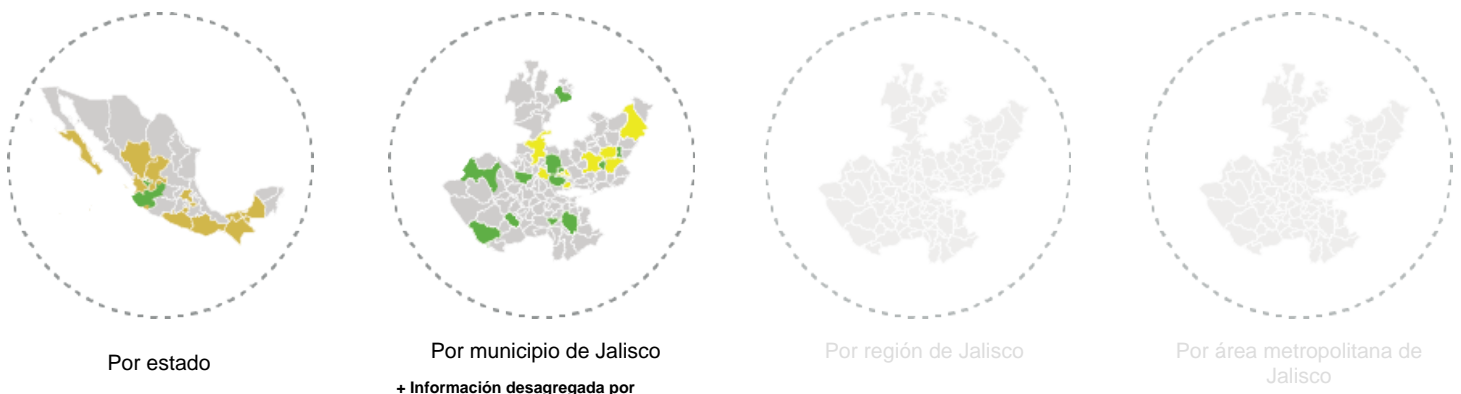 Por estado
Por municipio de Jalisco
+ Información desagregada por
Por región de Jalisco
Por área metropolitana de
Jalisco